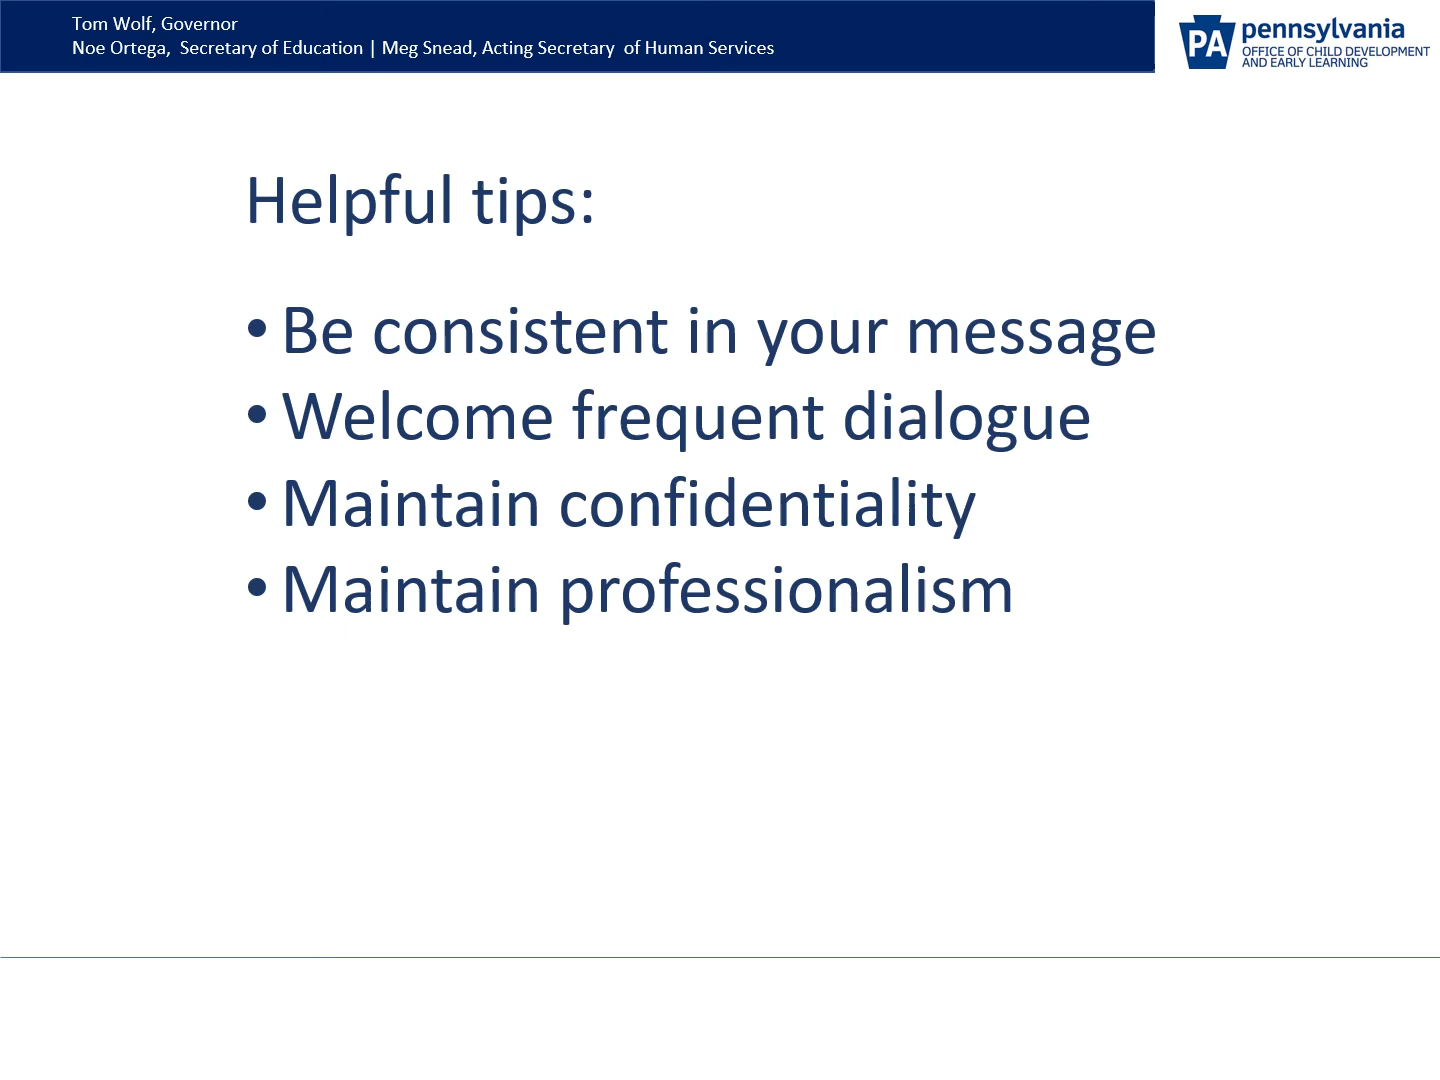 Tom Wolf, Governor
Noe Ortega,  Secretary of Education | Meg Snead, Acting Secretary  of Human Services
PA pennsylvania
OFFICE OF CHILD DEVELOPMENT
AND EARLY LEARNING
Helpful tips:
• Be consistent in your message
• Welcome frequent dialogue
• Maintain confidentiality
• Maintain professionalism